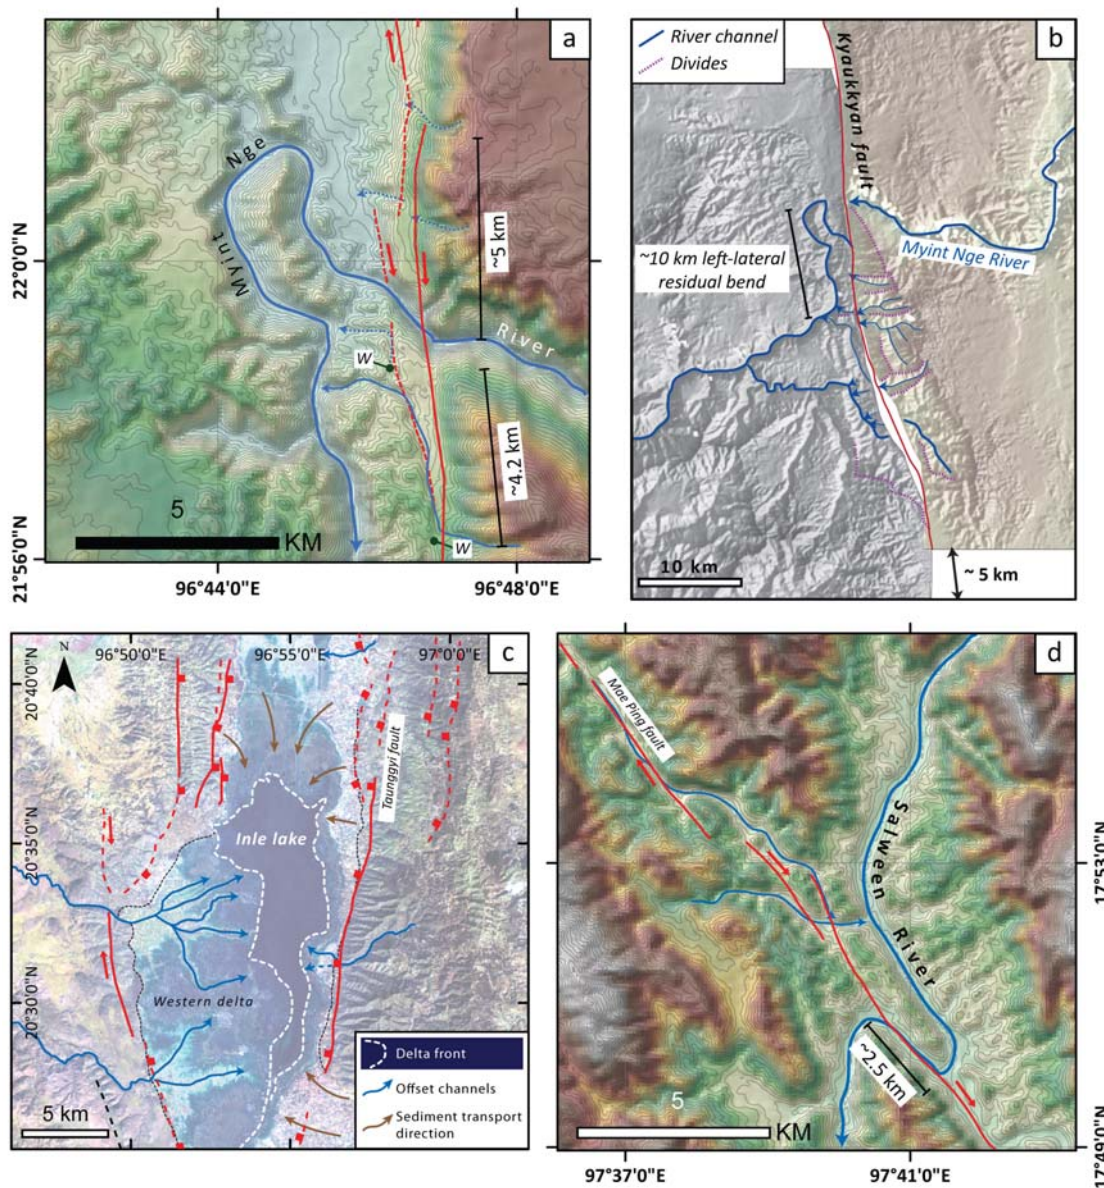 a
Nge
Myint
River
~5 km
~4.2 km
W
W
5
KM
22°0'0"N
21°56'0"N
96°44'0"E
96°48'0"E
b
River channel
Divides
Kyaukkyan fault
Myint Nge River
~10 km left-lateral
residual bend
10 km
~ 5 km
c
N
96°50'0"E
96°55'0"E
97°0'0"E
20°40'0"N
20°35'0"N
20°30'0"N
Taunggyi fault
Inle lake
Western delta
5 km
Delta front
Offset channels
Sediment transport
direction
d
Mae Ping fault
Salween River
~2.5 km
5
KM
17°53'0"N
17°49'0"N
97°37'0"E
97°41'0"E